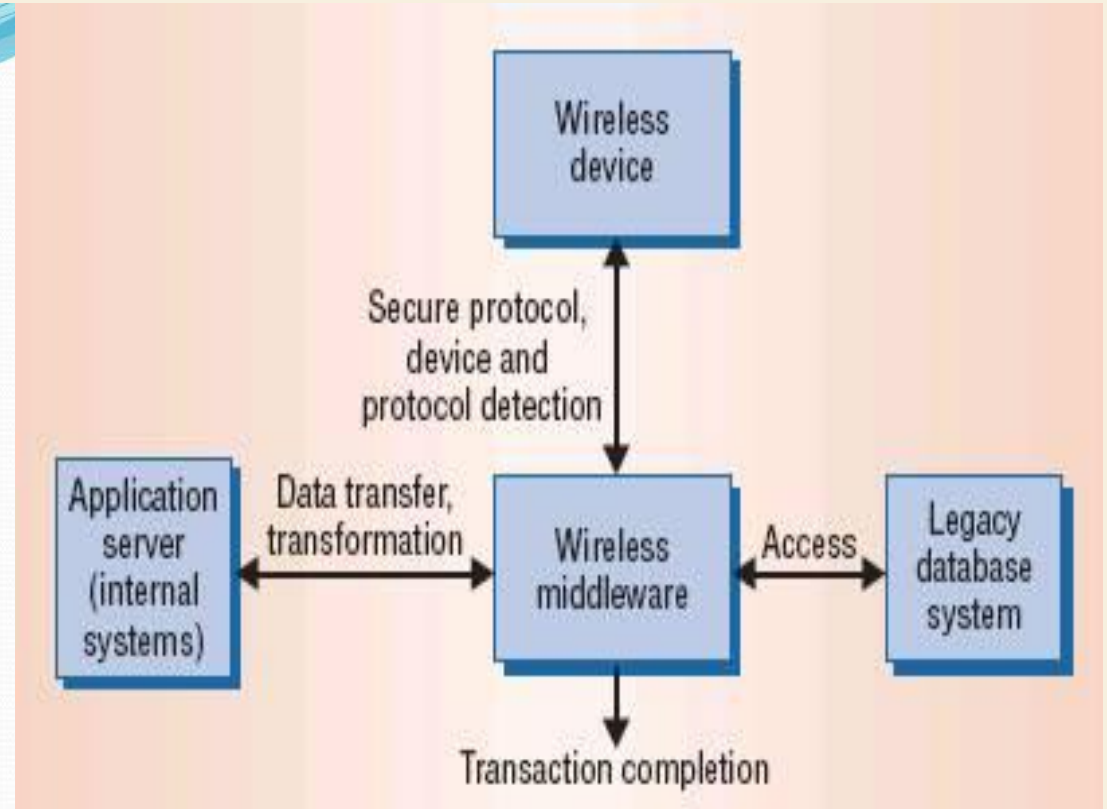 Wireless
device
Secure protocol,
device and
protocol detection
Application
server
(internal
systems)
Data transfer,
transformation
Wireless
middleware
Access
Legacy
database
system
Transaction completion